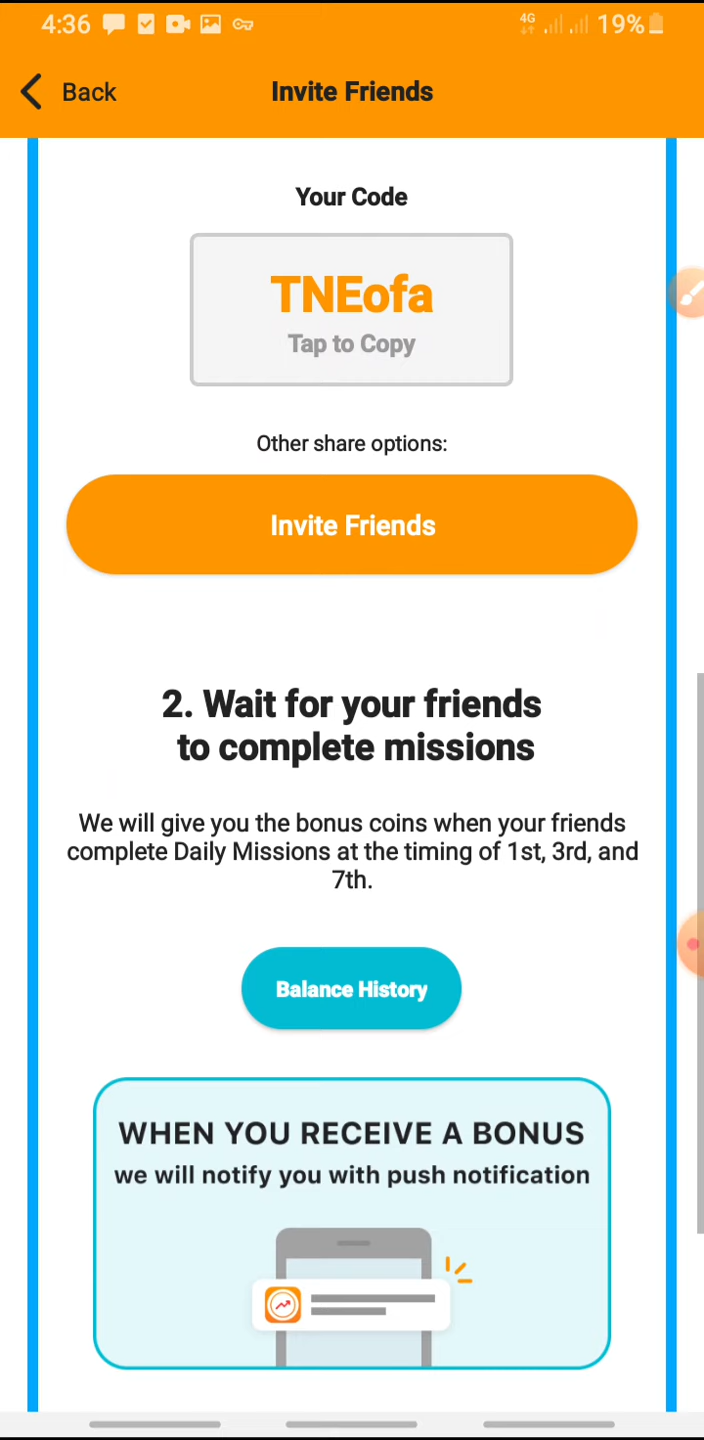 4:36
4G
19%
Back
Invite Friends
Your Code
TNEofa
Tap to Copy
Other share options:
Invite Friends
2. Wait for your friends
to complete missions
We will give you the bonus coins when your friends
complete Daily Missions at the timing of 1st, 3rd, and
7th.
Balance History
WHEN YOU RECEIVE A BONUS
we will notify you with push notification